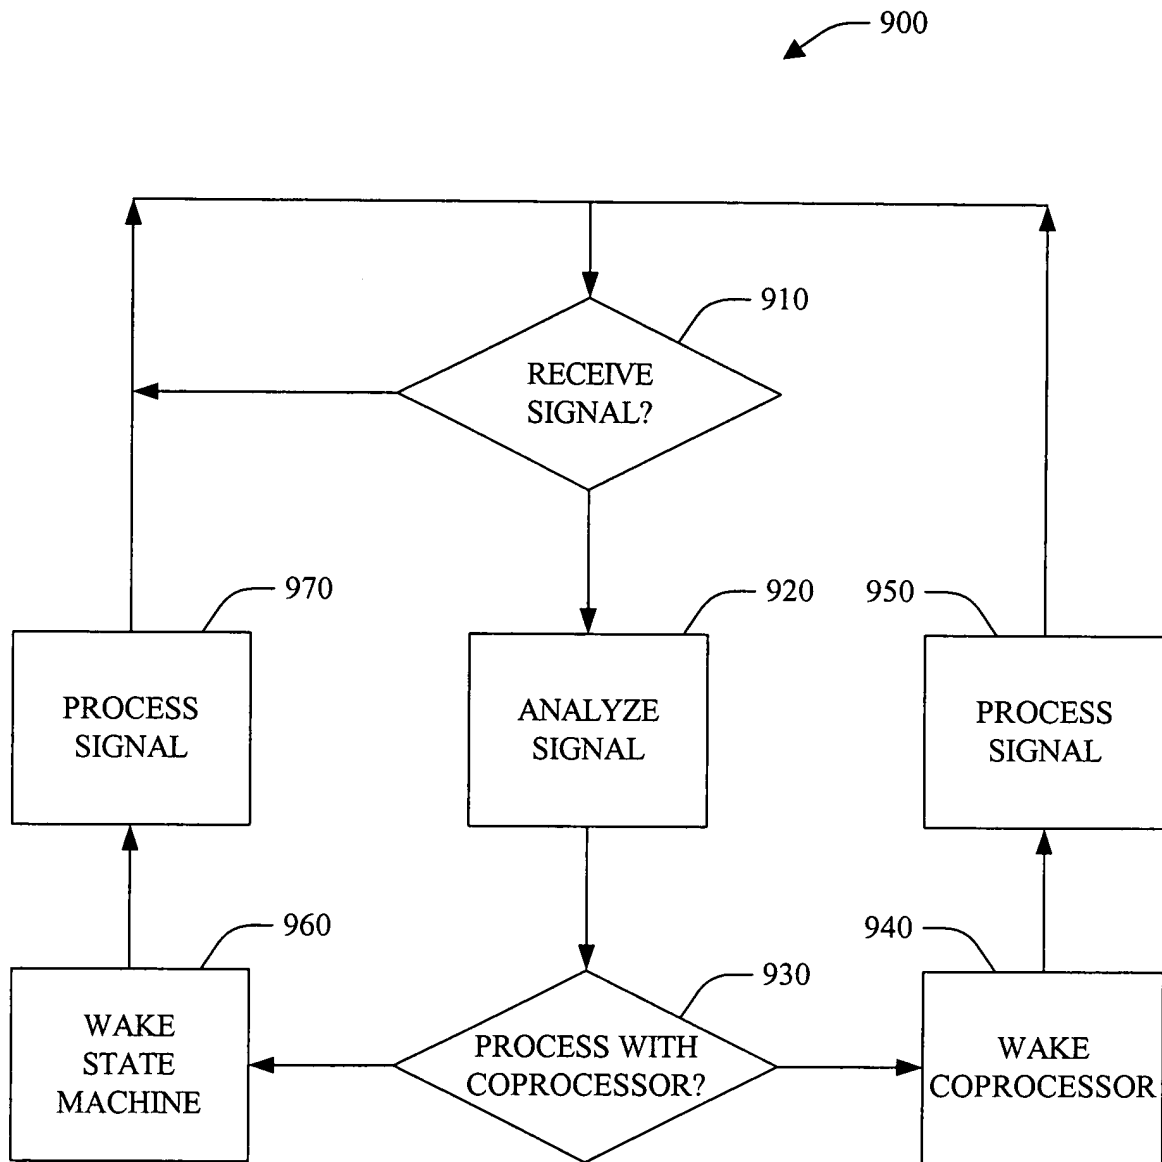 900
910
RECEIVE
SIGNAL?
970
920
950
PROCESS
SIGNAL
ANALYZE
SIGNAL
PROCESS
SIGNAL
960
930
940
WAKE
STATE
MACHINE
PROCESS WITH
COPROCESSOR?
WAKE
COPROCESSOR